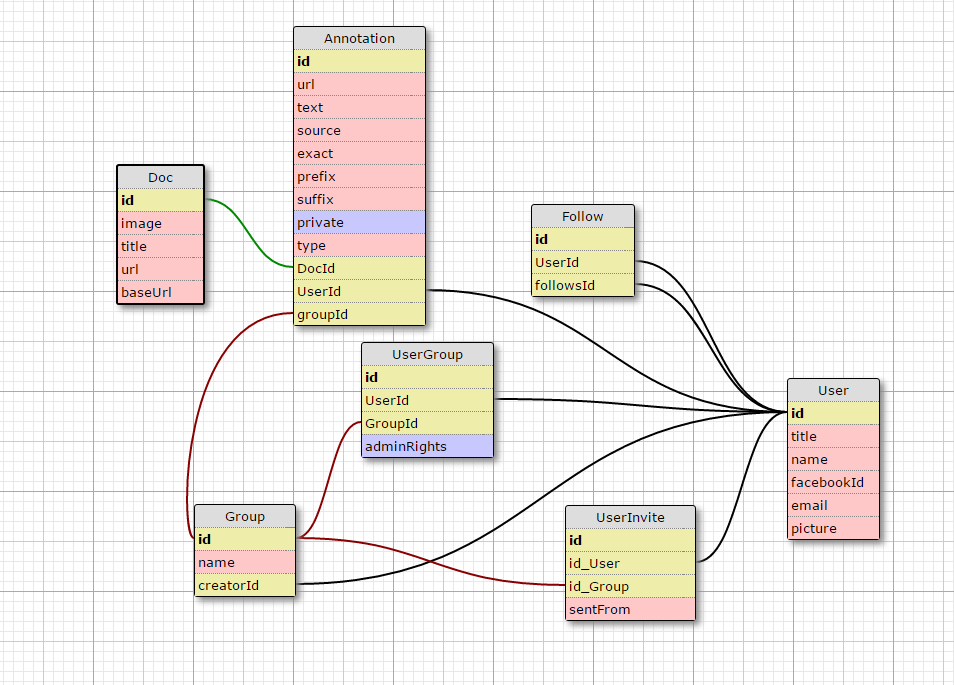 Annotation
id
url
text
source
exact
prefix
suffix
private
type
DocId
UserId
groupId
Doc
id
image
title
url
baseUrl
Follow
id
UserId
followsId
UserGroup
id
UserId
GroupId
adminRights
User
id
title
name
facebookId
email
picture
Group
id
name
creatorId
UserInvite
id
id_User
id_Group
sentFrom